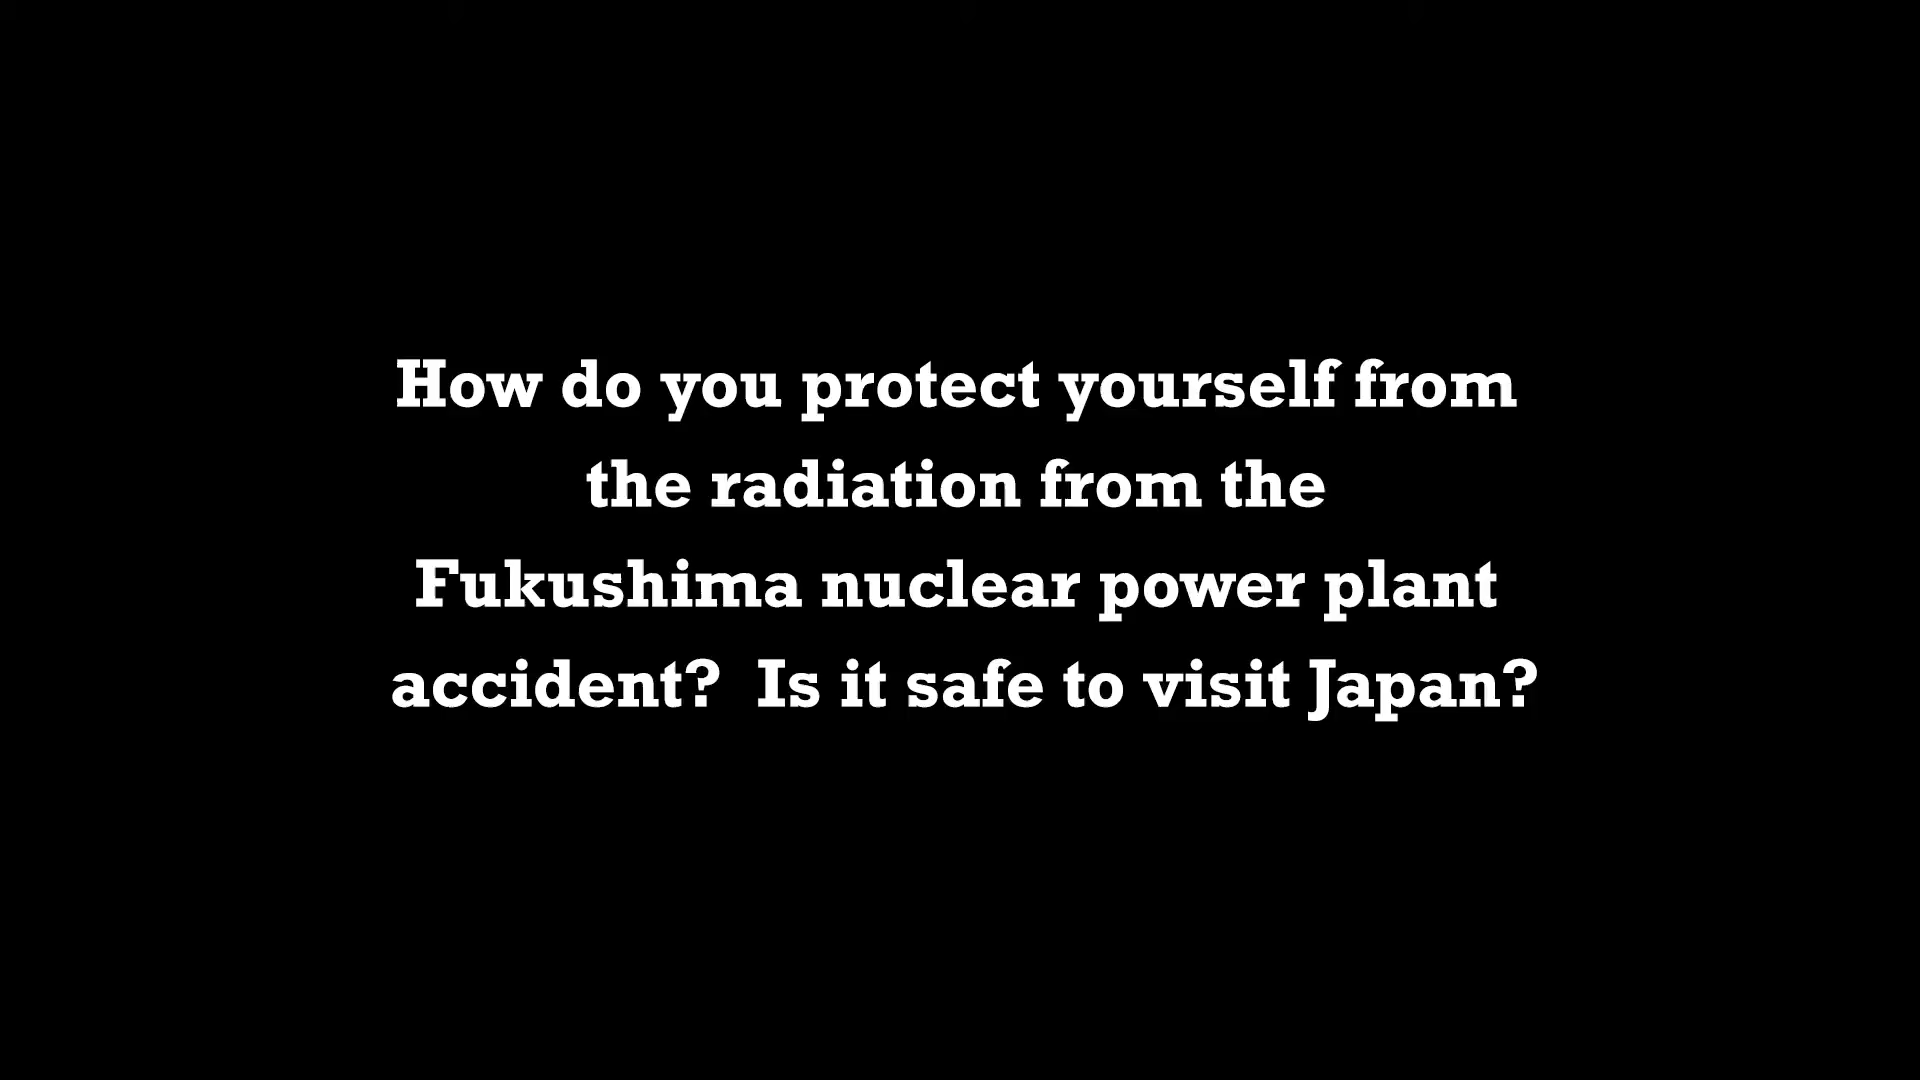 How do you protect yourself from
the radiation from the
Fukushima nuclear power plant
accident?  Is it safe to visit Japan?